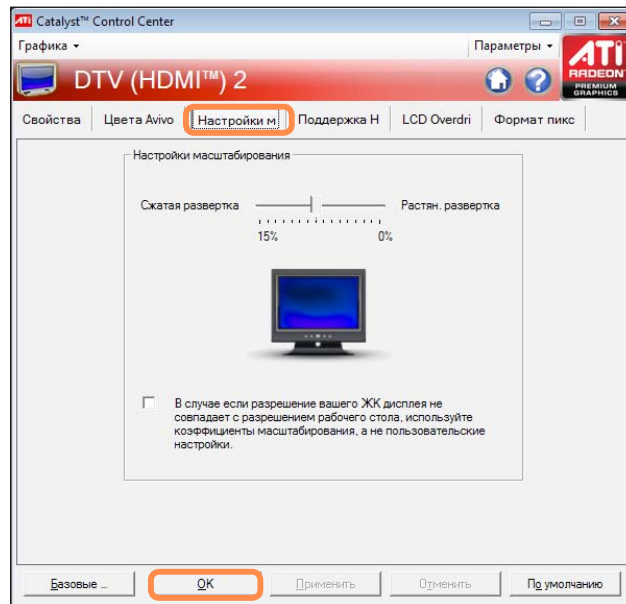 ATI Catalyst™ Control Center
Графика
Параметры
DTV (HDMI™) 2
ATI
RADEON
PREMIUM
GRAPHICS
Свойства
Цвета Avivo
Настройки м
Поддержка H
LCD Overdri
Формат пикс
Настройки масштабирования
Сжатая развертка
Растян. развертка
15%
0%
В случае если разрешение вашего ЖК дисплея не
совпадает с разрешением рабочего стола, используйте
коэффициенты масштабирования, а не пользовательские
настройки.
Базовые ...
OK
Применить
Отменить
По умолчанию